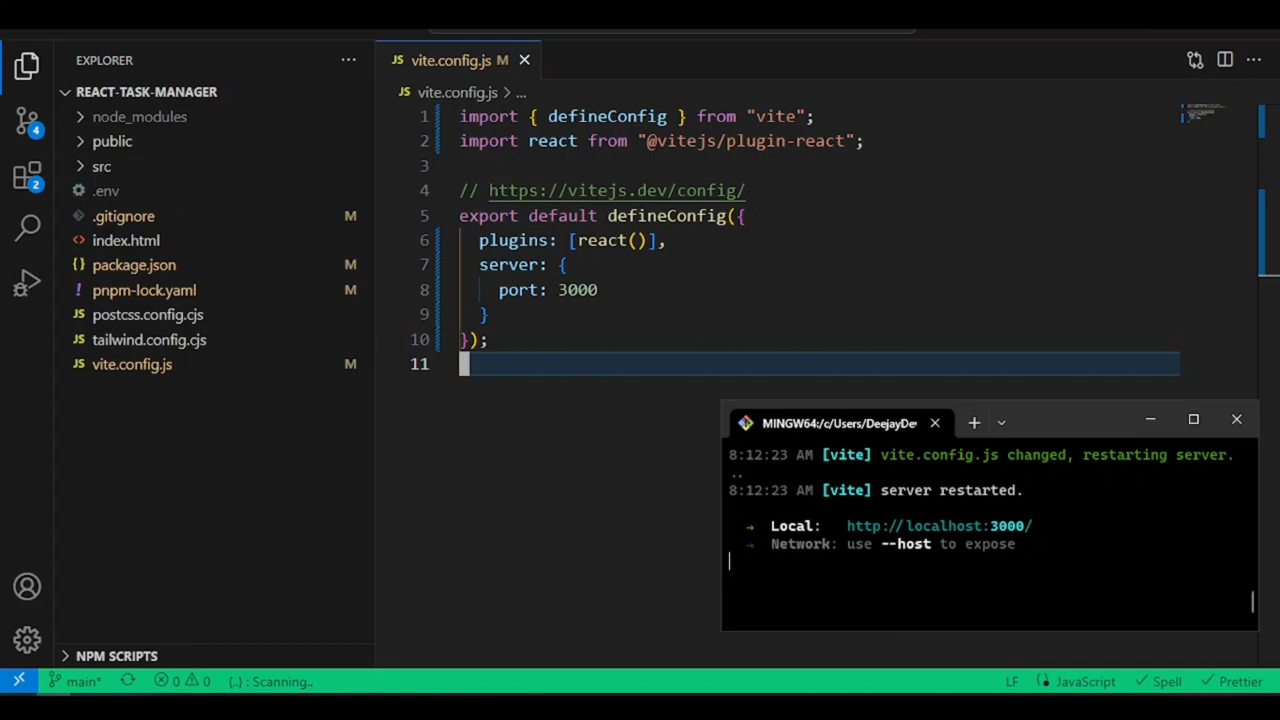 EXPLORER
REACT-TASK-MANAGER
node_modules
public
src
.env
.gitignore M
index.html
package.json M
pnpm-lock.yaml M
postcss.config.cjs
tailwind.config.cjs
vite.config.js M
NPM SCRIPTS
4
2
JS vite.config.js M
JS vite.config.js > ...
1 import { defineConfig } from "vite";
2 import react from "@vitejs/plugin-react";
3
4 // https://vitejs.dev/config/
5 export default defineConfig({
6 plugins: [react()],
7 server: {
8 port: 3000
9 }
10 });
11
MINGW64:/c/Users/DeejayDe
8:12:23 AM [vite] vite.config.js changed, restarting server.
..
8:12:23 AM [vite] server restarted.
➜ Local: http://localhost:3000/
➜ Network: use --host to expose
main* 0 0 {..} : Scanning.. LF JavaScript Spell Prettier